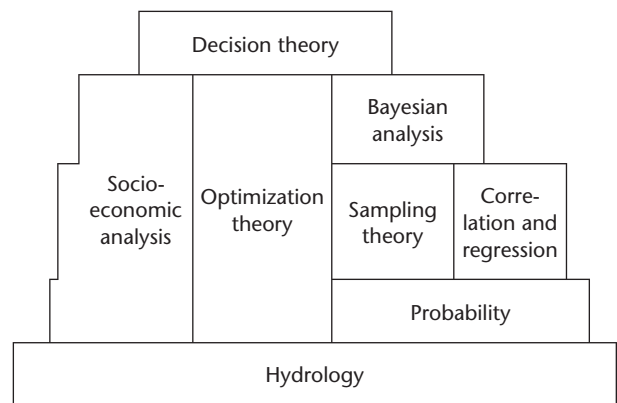 Decision theory
Bayesian
analysis
Socio-
economic
analysis
Optimization
theory
Sampling
theory
Corre-
lation and
regression
Probability
Hydrology